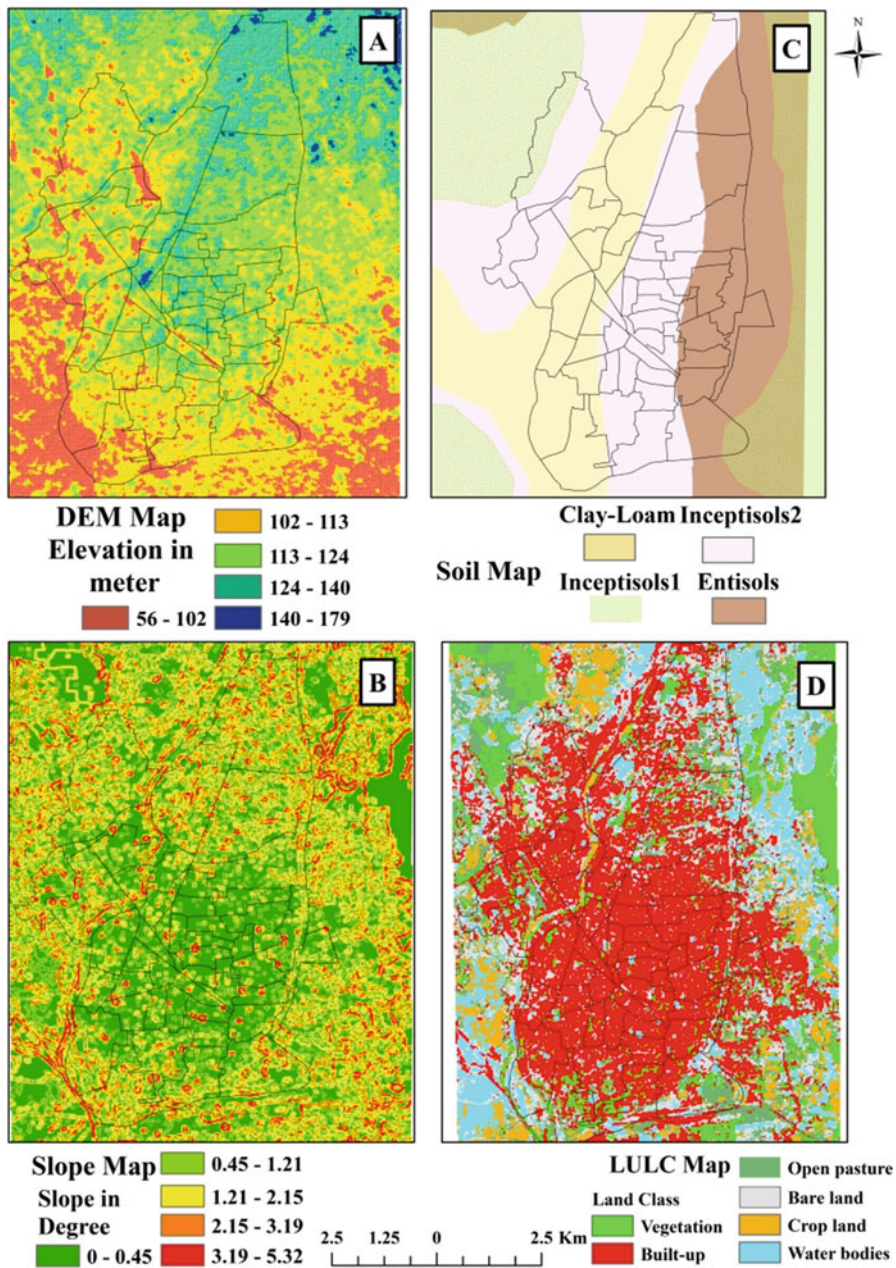 A
C
N
DEM Map
Elevation in
meter
56 - 102
102 - 113
113 - 124
124 - 140
140 - 179
Clay-Loam Inceptisols2
Soil Map
Inceptisols1 Entisols
B
D
Slope Map
Slope in
Degree
0 - 0.45
0.45 - 1.21
1.21 - 2.15
2.15 - 3.19
3.19 - 5.32
2.5 1.25 0 2.5 Km
LULC Map
Land Class
Vegetation
Built-up
Open pasture
Bare land
Crop land
Water bodies